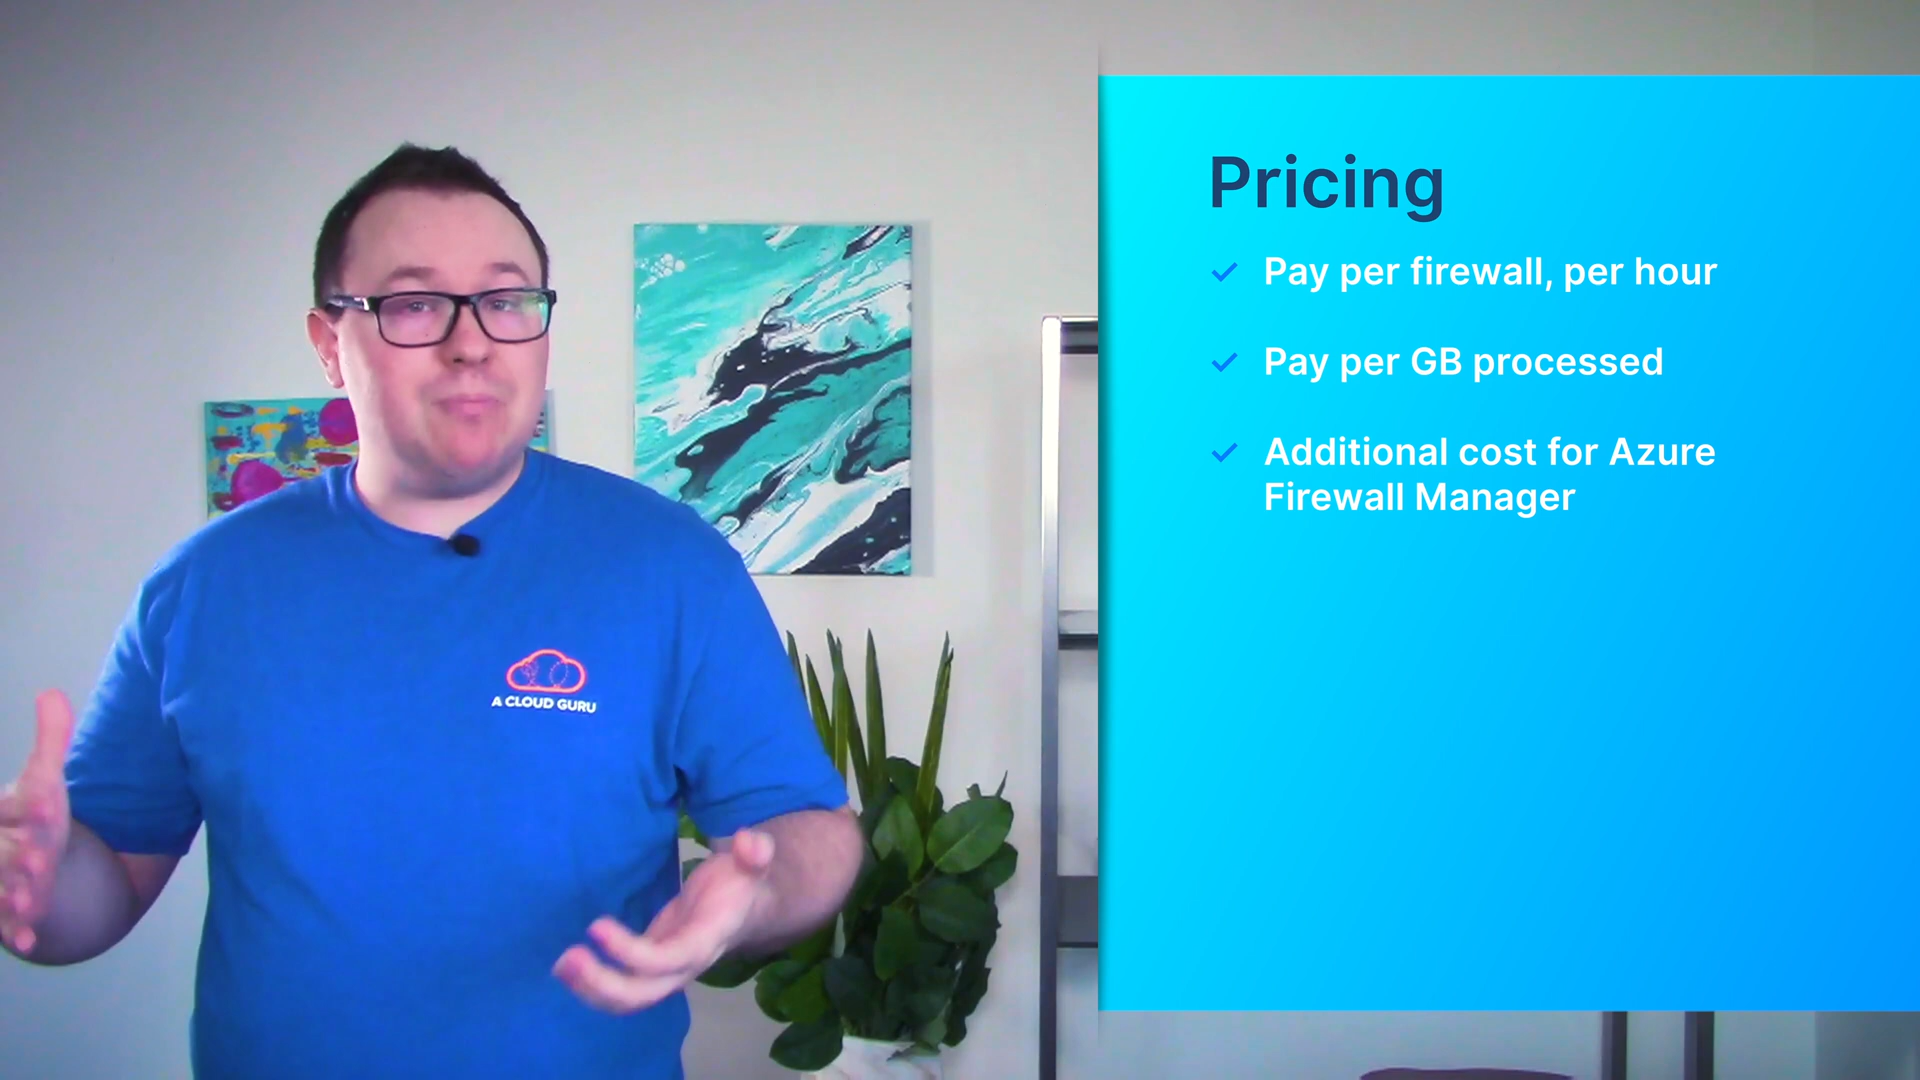 Pricing
Pay per firewall, per hour
Pay per GB processed
Additional cost for Azure
Firewall Manager
A CLOUD GURU